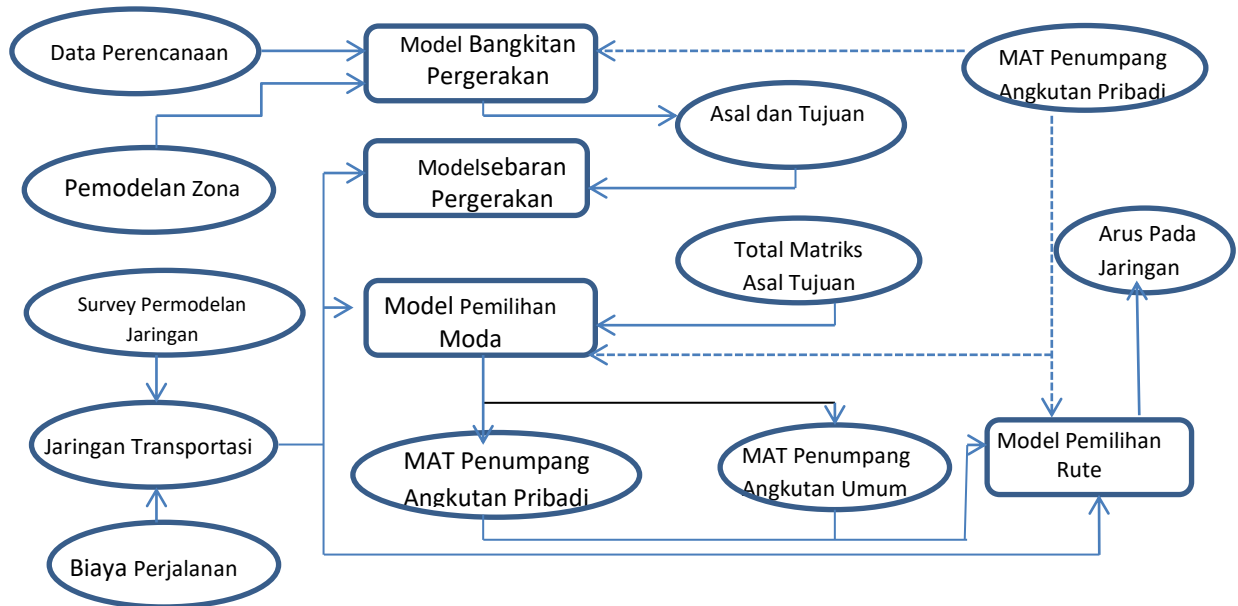 Data Perencanaan
Model Bangkitan
Pergerakan
MAT Penumpang
Angkutan Pribadi
Asal dan Tujuan
Pemodelan Zona
Modelsebaran
Pergerakan
Total Matriks
Asal Tujuan
Arus Pada
Jaringan
Survey Permodelan
Jaringan
Model Pemilihan
Moda
Jaringan Transportasi
MAT Penumpang
Angkutan Pribadi
MAT Penumpang
Angkutan Umum
Model Pemilihan
Rute
Biaya Perjalanan